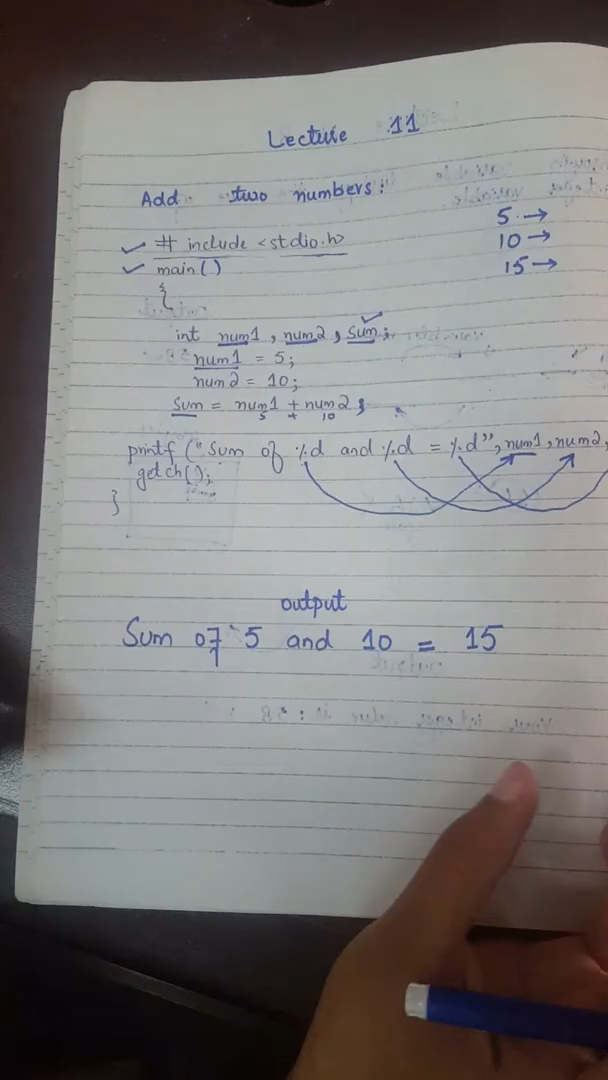 Lecture 11
Add two numbers:
5 →
# include <stdio.h>
10 →
main()
15 →
{
int num1, num2, sum;
num1 = 5;
num2 = 10;
sum = num1 + num2;
5 + 10
printf ("Sum of %d and %d = %d", num1, num2,
getch();
}
output
Sum of 5 and 10 = 15